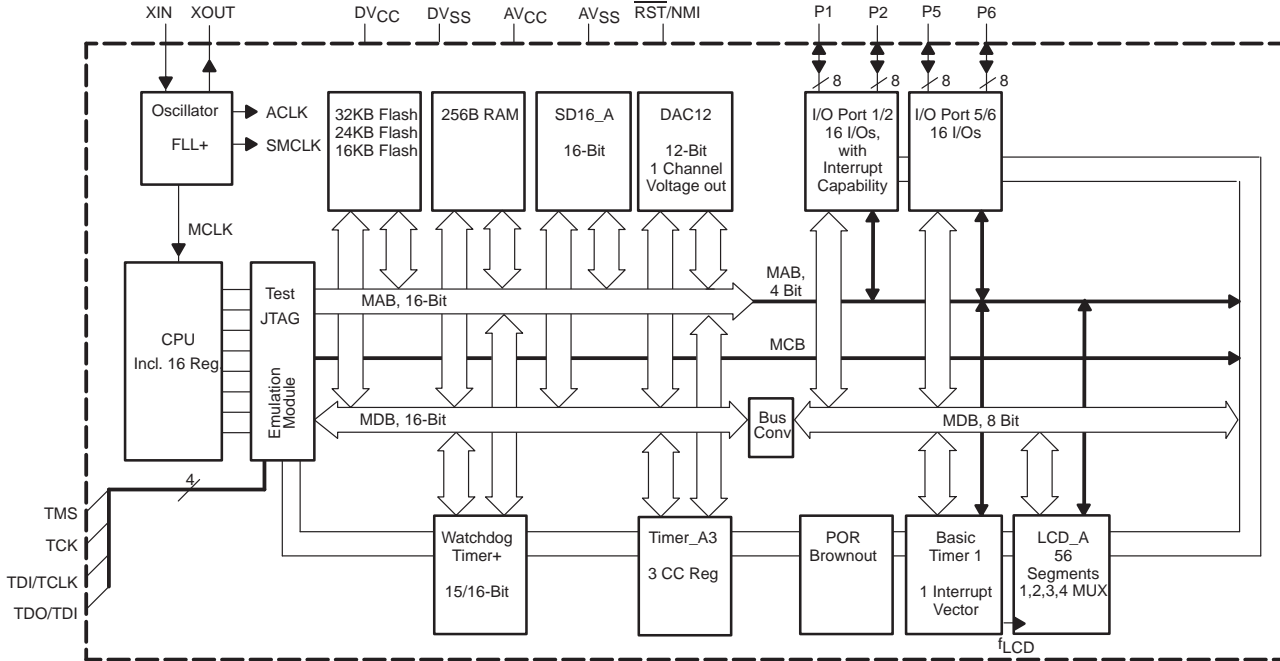 XIN
XOUT
DVCC
DVSS
AVCC
AVSS
RST/NMI
P1
P2
P5
P6
8
8
8
8
Oscillator
FLL+
ACLK
SMCLK
MCLK
32KB Flash
24KB Flash
16KB Flash
256B RAM
SD16_A
16-Bit
DAC12
12-Bit
1 Channel
Voltage out
I/O Port 1/2
16 I/Os,
with
Interrupt
Capability
I/O Port 5/6
16 I/Os
CPU
Incl. 16 Reg.
Test
JTAG
Emulation
Module
MAB, 16-Bit
MAB,
4 Bit
MCB
MDB, 16-Bit
Bus
Conv
MDB, 8 Bit
4
TMS
TCK
TDI/TCLK
TDO/TDI
Watchdog
Timer+
15/16-Bit
Timer_A3
3 CC Reg
POR
Brownout
Basic
Timer 1
1 Interrupt
Vector
fLCD
LCD_A
56
Segments
1,2,3,4 MUX